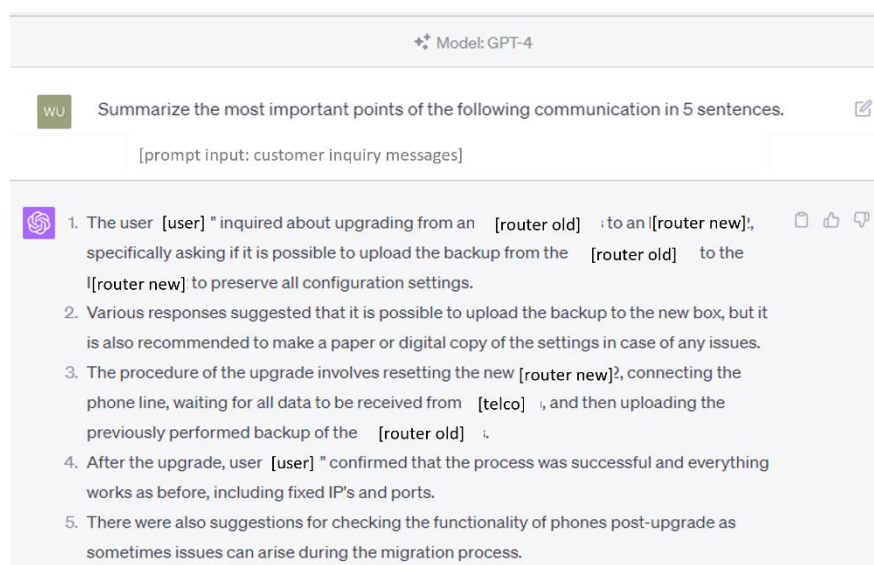 Model: GPT-4
WU
Summarize the most important points of the following communication in 5 sentences.
[prompt input: customer inquiry messages]
1. The user [user] " inquired about upgrading from an [router old] to an [router new],
specifically asking if it is possible to upload the backup from the [router old] to the
[router new] to preserve all configuration settings.
2. Various responses suggested that it is possible to upload the backup to the new box, but it
is also recommended to make a paper or digital copy of the settings in case of any issues.
3. The procedure of the upgrade involves resetting the new [router new], connecting the
phone line, waiting for all data to be received from [telco] , and then uploading the
previously performed backup of the [router old] .
4. After the upgrade, user [user] " confirmed that the process was successful and everything
works as before, including fixed IP's and ports.
5. There were also suggestions for checking the functionality of phones post-upgrade as
sometimes issues can arise during the migration process.